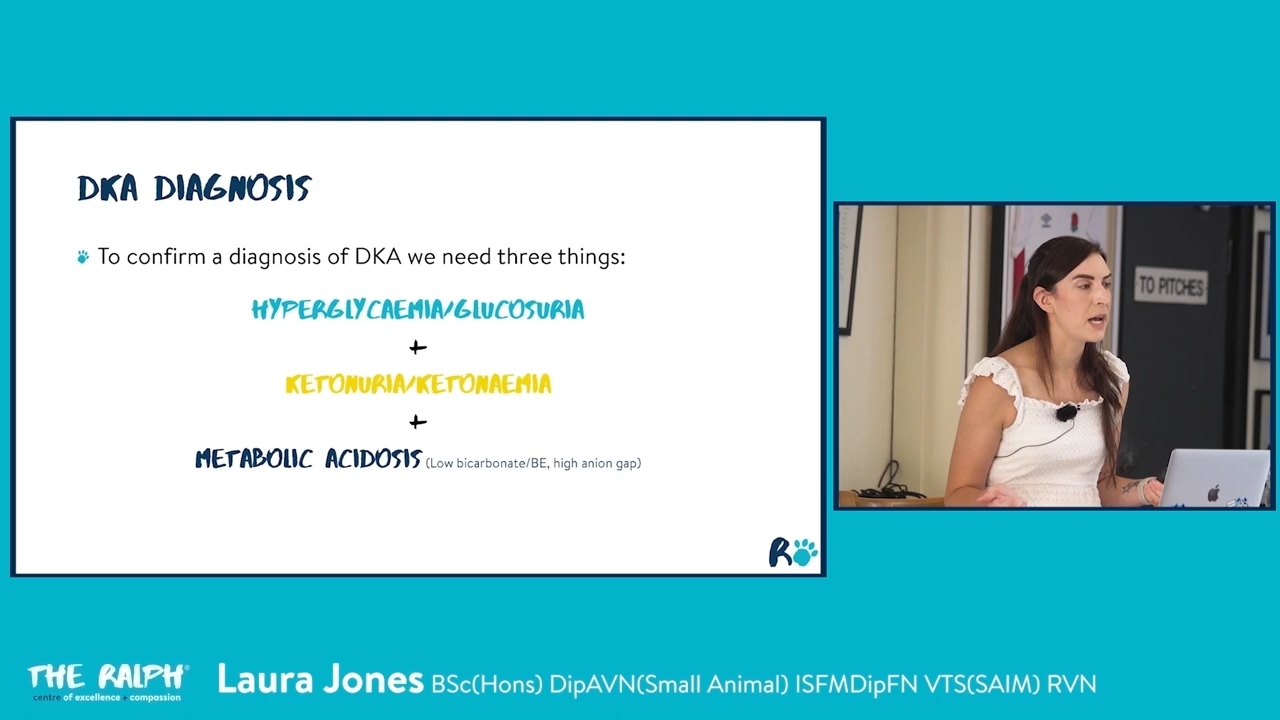 DKA DIAGNOSIS
To confirm a diagnosis of DKA we need three things:
HYPERGLYCAEMIA/GLUCOSURIA
+
KETONURIA/KETONAEMIA
+
METABOLIC ACIDOSIS (Low bicarbonate/BE, high anion gap)
R
TO PITCHES
THE RALPH®
centre of excellence + compassion
Laura Jones BSc(Hons) DipAVN(Small Animal) ISFMDipFN VTS(SAIM) RVN